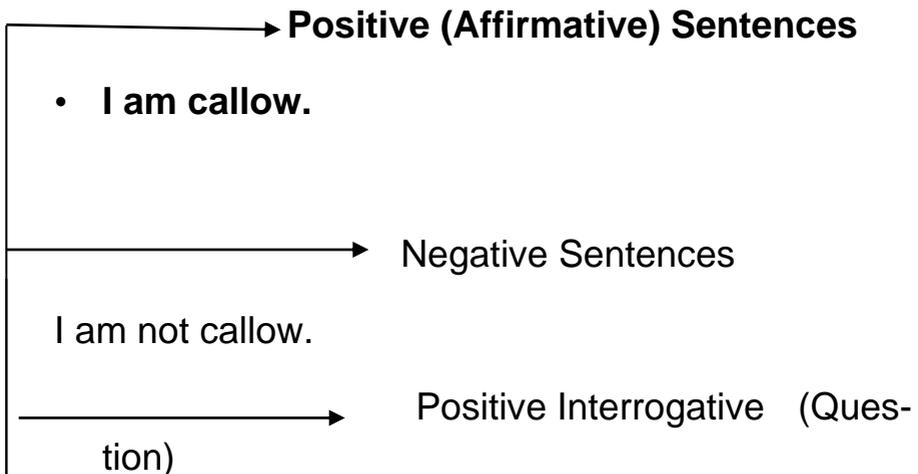 Positive (Affirmative) Sentences
• I am callow.
Negative Sentences
I am not callow.
Positive Interrogative (Ques-
tion)